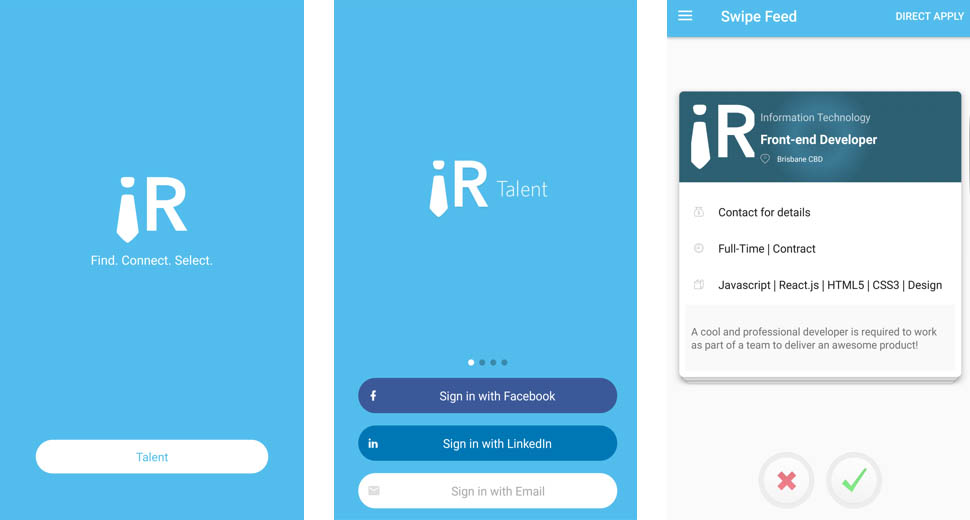 iR
Find. Connect. Select.
Talent
iR Talent
Sign in with Facebook
in Sign in with LinkedIn
Sign in with Email
Swipe Feed
DIRECT APPLY
iR
Information Technology
Front-end Developer
Brisbane CBD
Contact for details
Full-Time | Contract
Javascript | React.js | HTML5 | CSS3 | Design
A cool and professional developer is required to work
as part of a team to deliver an awesome product!